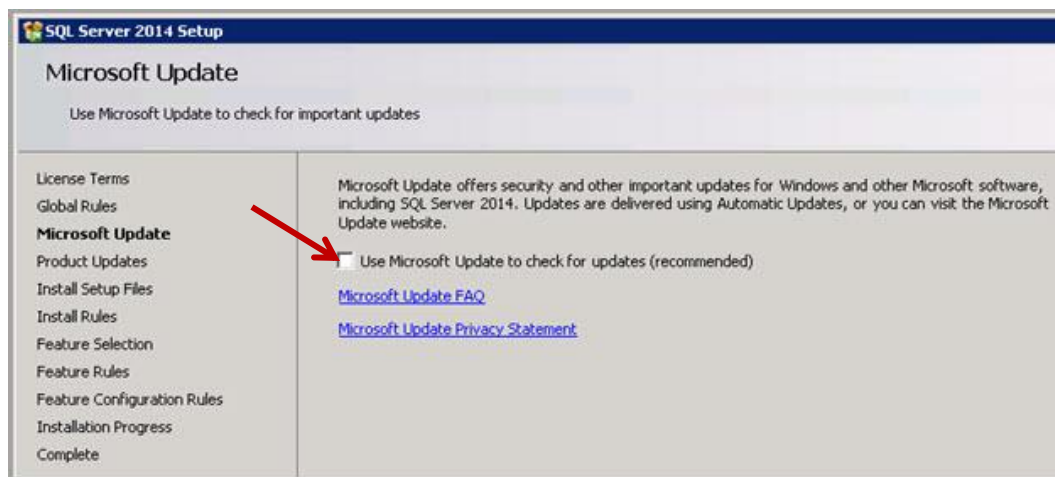 SQL Server 2014 Setup
Microsoft Update
Use Microsoft Update to check for important updates
License Terms
Global Rules
Microsoft Update
Product Updates
Install Setup Files
Install Rules
Feature Selection
Feature Rules
Feature Configuration Rules
Installation Progress
Complete
Microsoft Update offers security and other important updates for Windows and other Microsoft software,
including SQL Server 2014. Updates are delivered using Automatic Updates, or you can visit the Microsoft
Update website.
Use Microsoft Update to check for updates (recommended)
Microsoft Update FAQ
Microsoft Update Privacy Statement